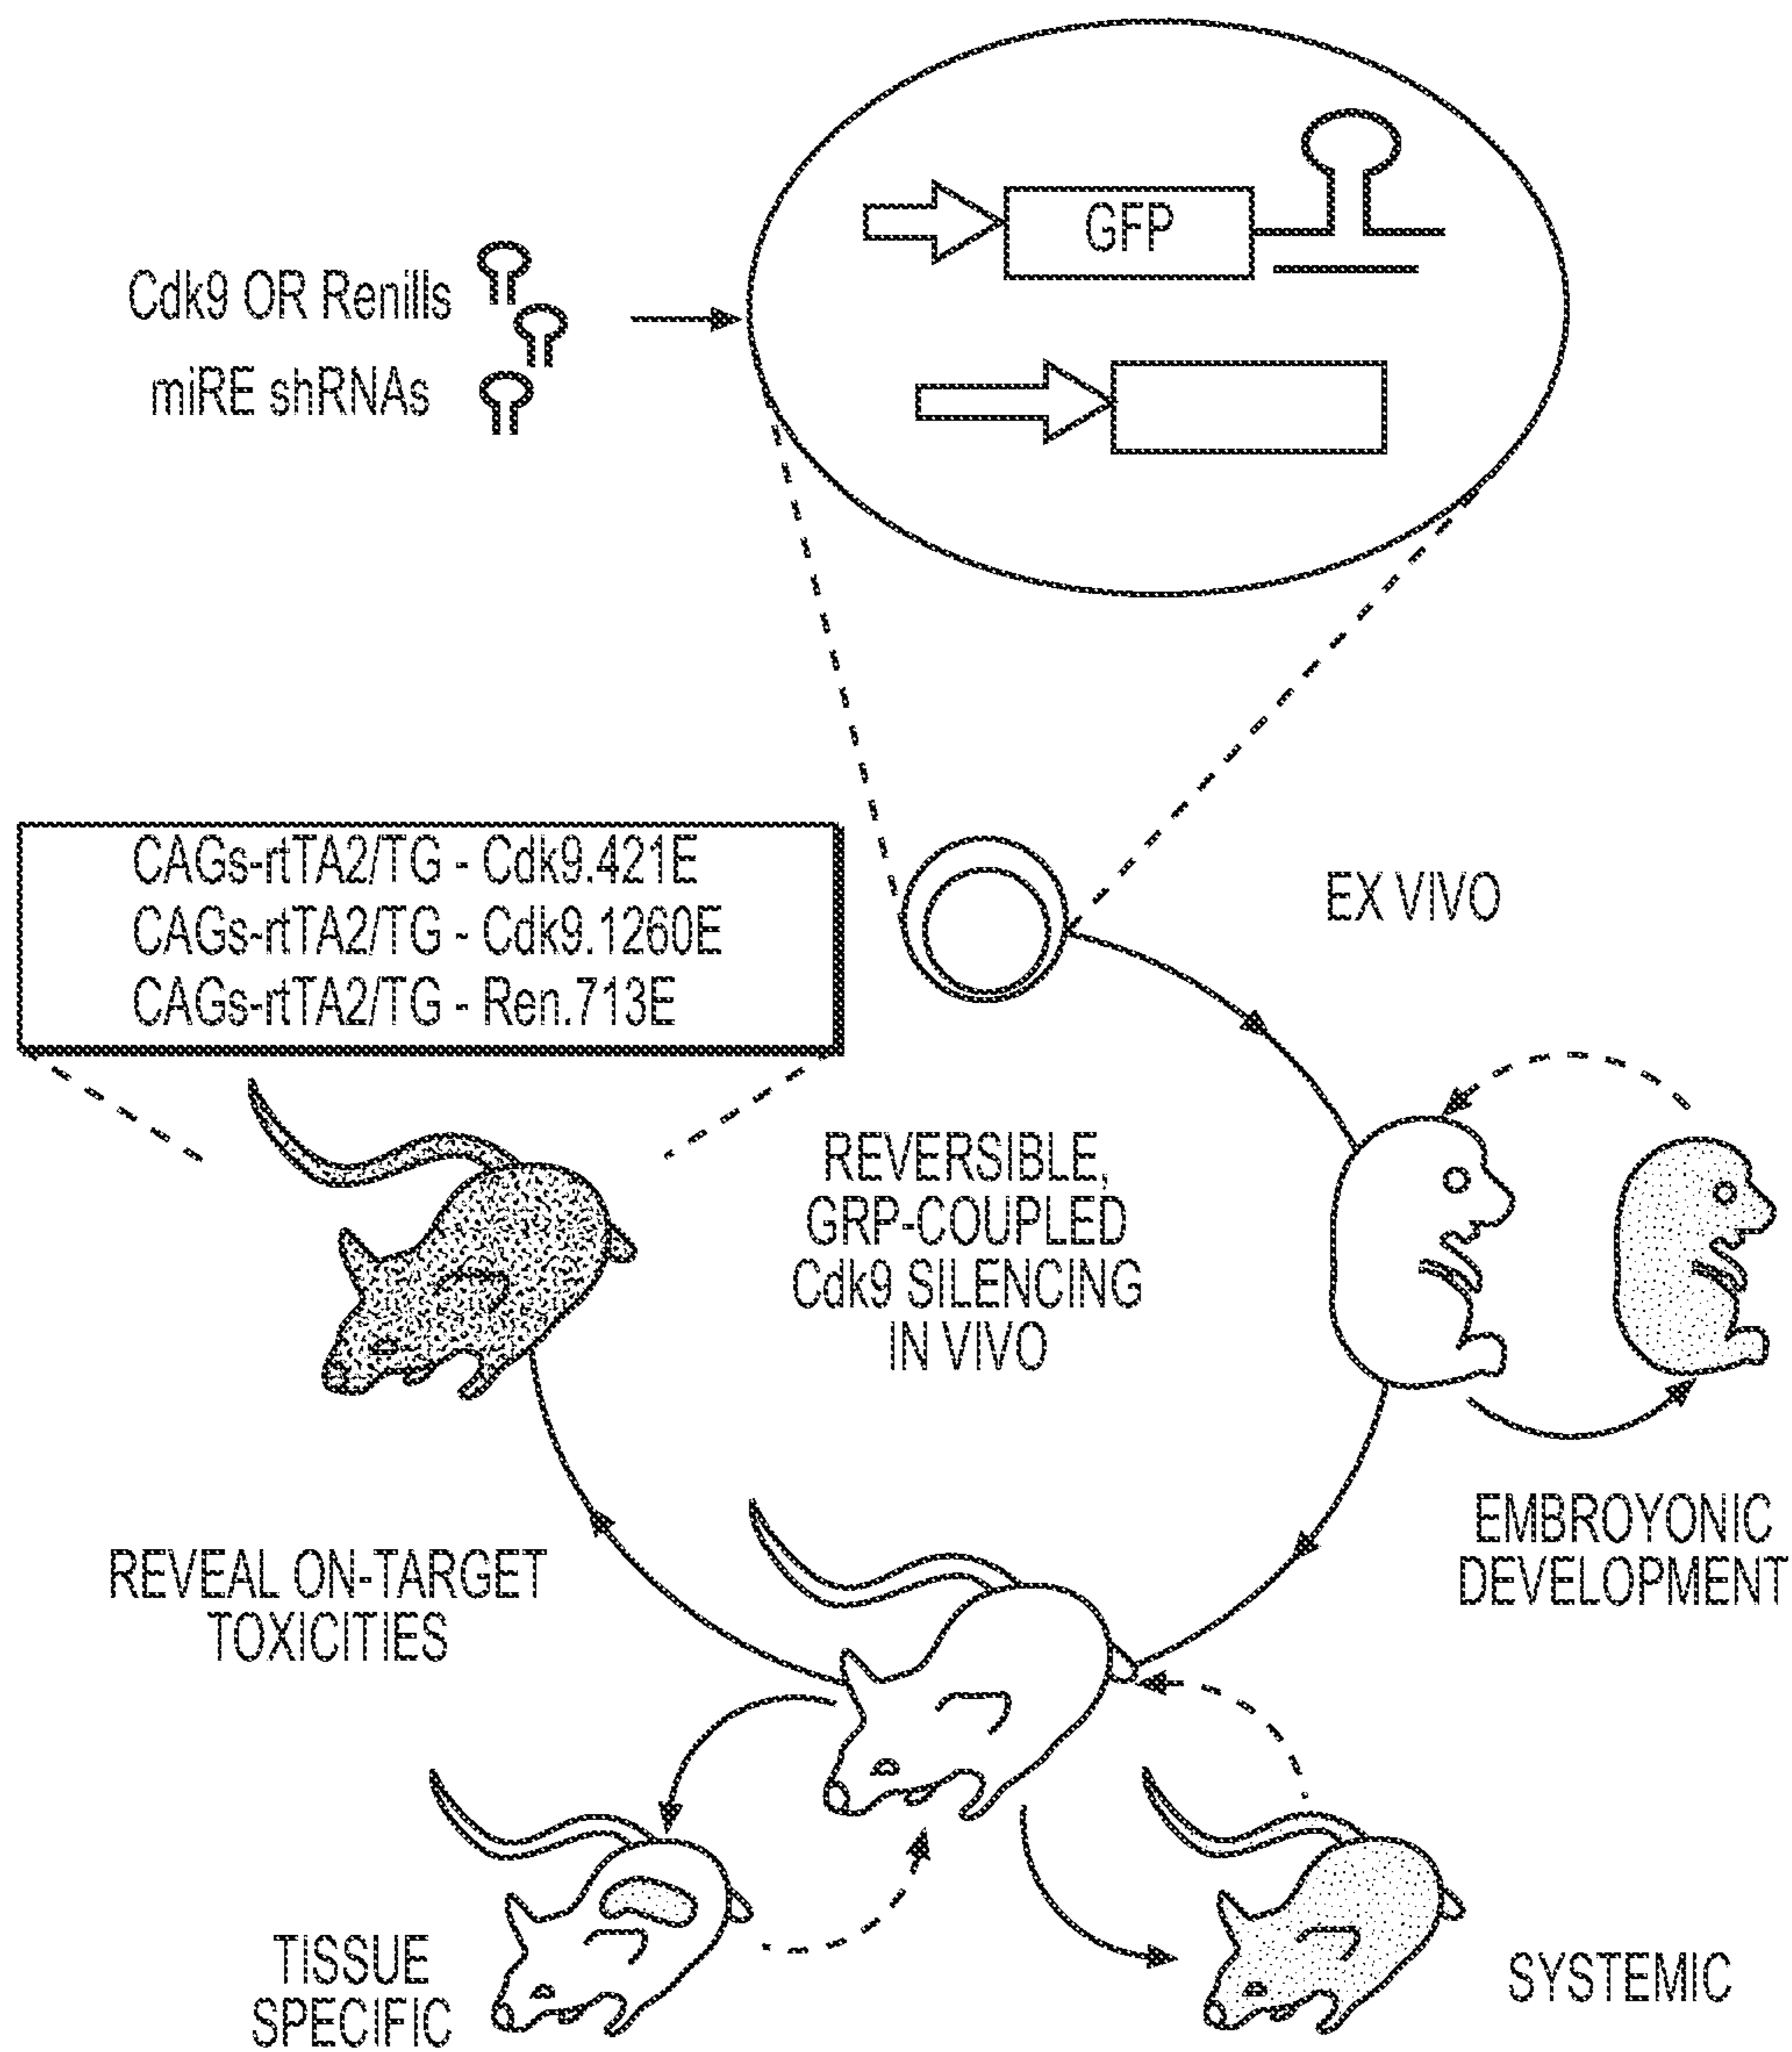 GFP
Cdk9 OR Renills
miRE shRNAs
CAGs-rtTA2/TG - Cdk9.421E
CAGs-rtTA2/TG - Cdk9.1260E
CAGs-rtTA2/TG - Ren.713E
EX VIVO
REVERSIBLE,
GRP-COUPLED
Cdk9 SILENCING
IN VIVO
EMBROYONIC
DEVELOPMENT
REVEAL ON-TARGET
TOXICITIES
TISSUE
SPECIFIC
SYSTEMIC